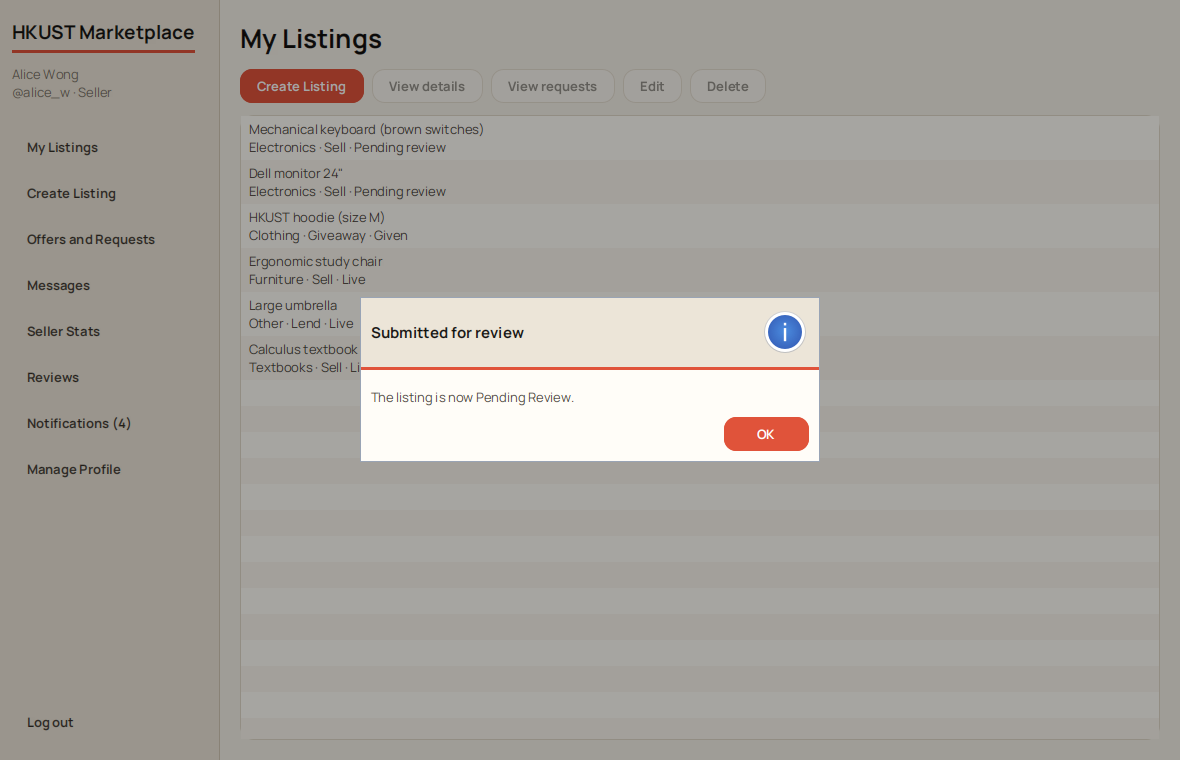 HKUST Marketplace
Alice Wong
@alice_w · Seller
My Listings
Create Listing
Offers and Requests
Messages
Seller Stats
Reviews
Notifications (4)
Manage Profile
Log out
My Listings
Create Listing
View details
View requests
Edit
Delete
Mechanical keyboard (brown switches)
Electronics · Sell · Pending review
Dell monitor 24"
Electronics · Sell · Pending review
HKUST hoodie (size M)
Clothing · Giveaway · Given
Ergonomic study chair
Furniture · Sell · Live
Large umbrella
Other · Lend · Live
Calculus textbook
Textbooks · Sell ·
Submitted for review
The listing is now Pending Review.
OK